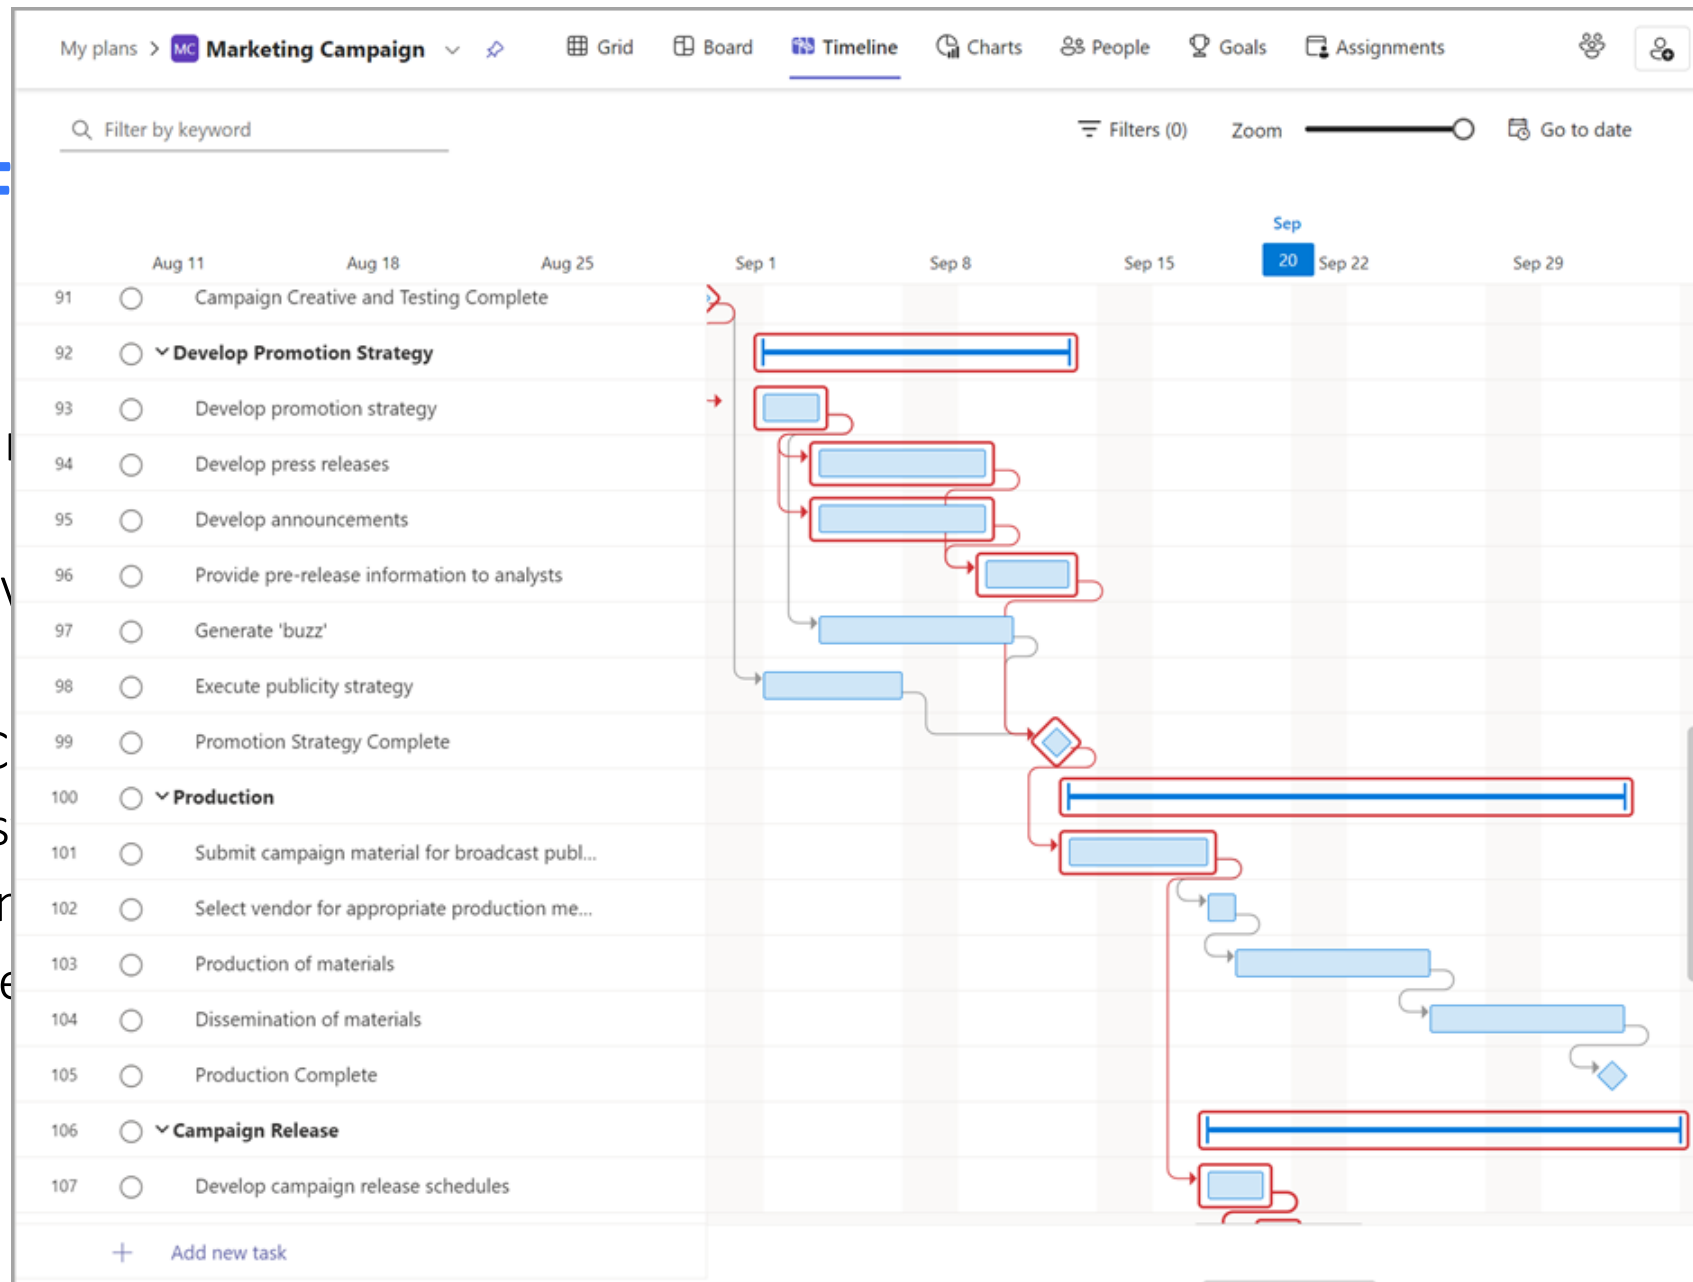 My plans > MC Marketing Campaign Grid Board Timeline Charts People Goals Assignments
Filter by keyword Filters (0) Zoom Go to date
Sep
Aug 11 Aug 18 Aug 25 Sep 1 Sep 8 Sep 15 20 Sep 22 Sep 29
91 Campaign Creative and Testing Complete
92 Develop Promotion Strategy
93 Develop promotion strategy
94 Develop press releases
95 Develop announcements
96 Provide pre-release information to analysts
97 Generate 'buzz'
98 Execute publicity strategy
99 Promotion Strategy Complete
100 Production
101 Submit campaign material for broadcast publ...
102 Select vendor for appropriate production me...
103 Production of materials
104 Dissemination of materials
105 Production Complete
106 Campaign Release
107 Develop campaign release schedules
Add new task